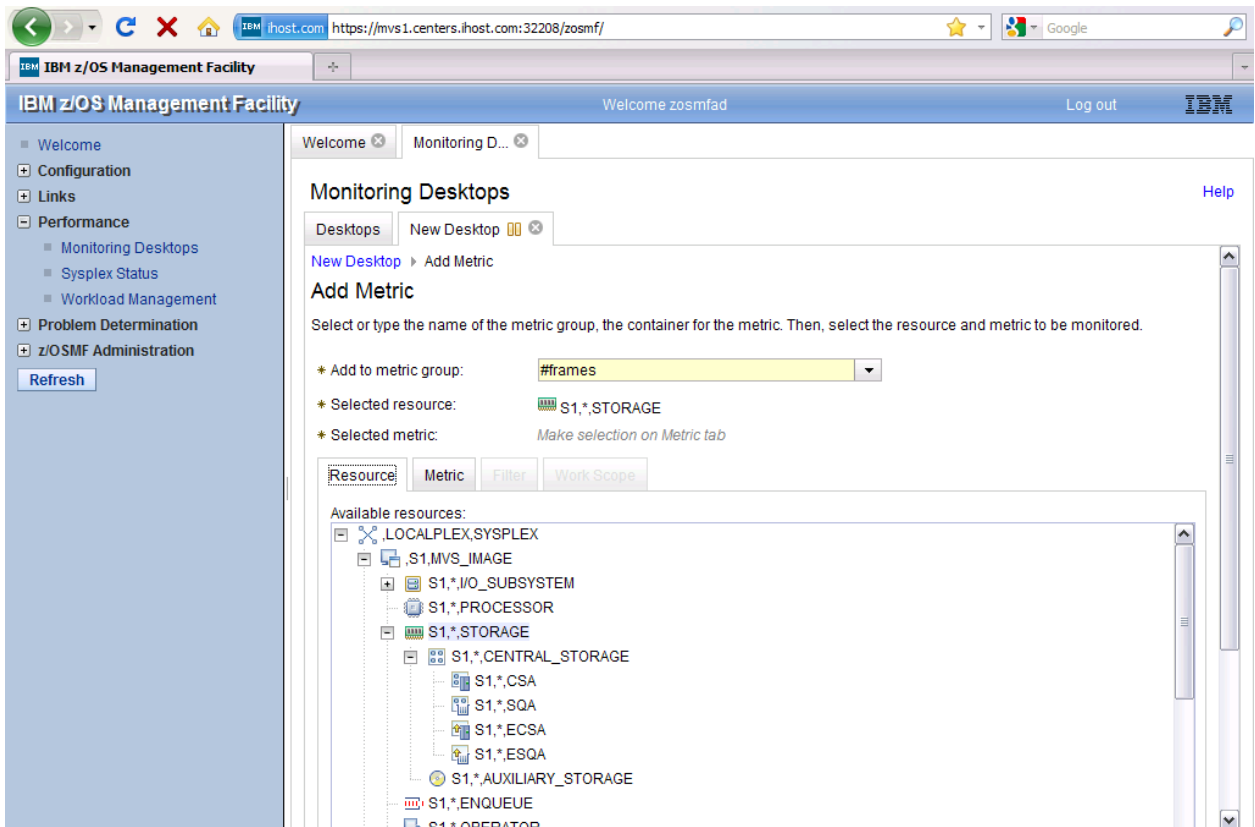 IBM ihost.com https://mvs1.centers.ihost.com:32208/zosmf/ Google
IBM IBM z/OS Management Facility
IBM z/OS Management Facility Welcome zosmfad Log out IBM
Welcome
Configuration
Links
Performance
Monitoring Desktops
Sysplex Status
Workload Management
Problem Determination
z/OSMF Administration
Refresh
Welcome Monitoring D...
Monitoring Desktops Help
Desktops New Desktop
New Desktop Add Metric
Add Metric
Select or type the name of the metric group, the container for the metric. Then, select the resource and metric to be monitored.
* Add to metric group: #frames
* Selected resource: S1,*,STORAGE
* Selected metric: Make selection on Metric tab
Resource Metric Filter Work Scope
Available resources:
,LOCALPLEX,SYSPLEX
,S1,MVS_IMAGE
S1,*,I/O_SUBSYSTEM
S1,*,PROCESSOR
S1,*,STORAGE
S1,*,CENTRAL_STORAGE
S1,*,CSA
S1,*,SQA
S1,*,ECSA
S1,*,ESQA
S1,*,AUXILIARY_STORAGE
S1,*,ENQUEUE
S1,*,OPERATOR